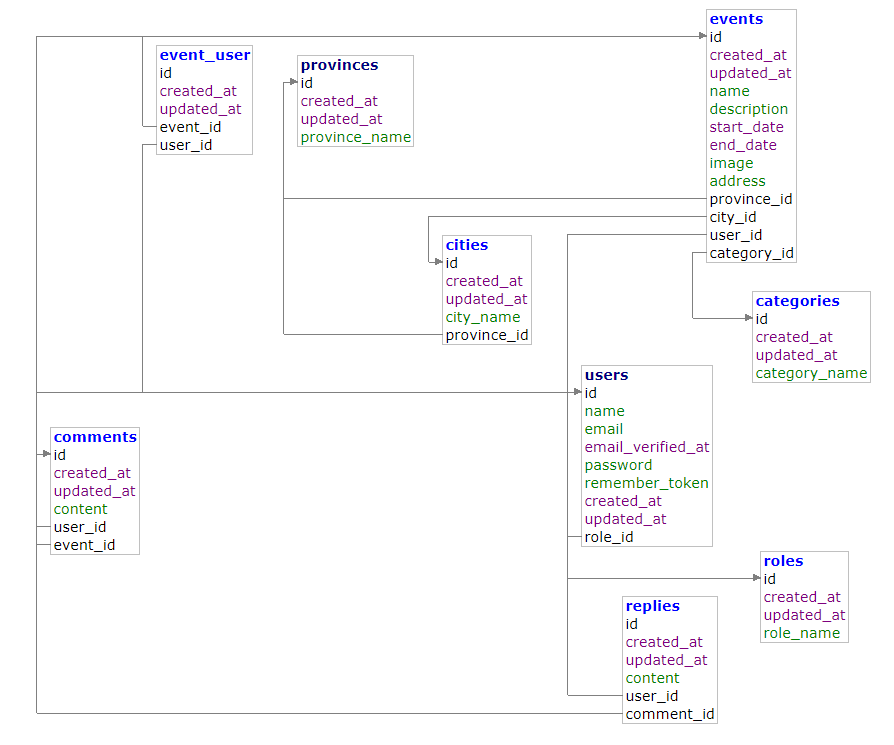 events
id
created_at
updated_at
name
description
start_date
end_date
image
address
province_id
city_id
user_id
category_id
event_user
id
created_at
updated_at
event_id
user_id
provinces
id
created_at
updated_at
province_name
cities
id
created_at
updated_at
city_name
province_id
categories
id
created_at
updated_at
category_name
users
id
name
email
email_verified_at
password
remember_token
created_at
updated_at
role_id
comments
id
created_at
updated_at
content
user_id
event_id
roles
id
created_at
updated_at
role_name
replies
id
created_at
updated_at
content
user_id
comment_id